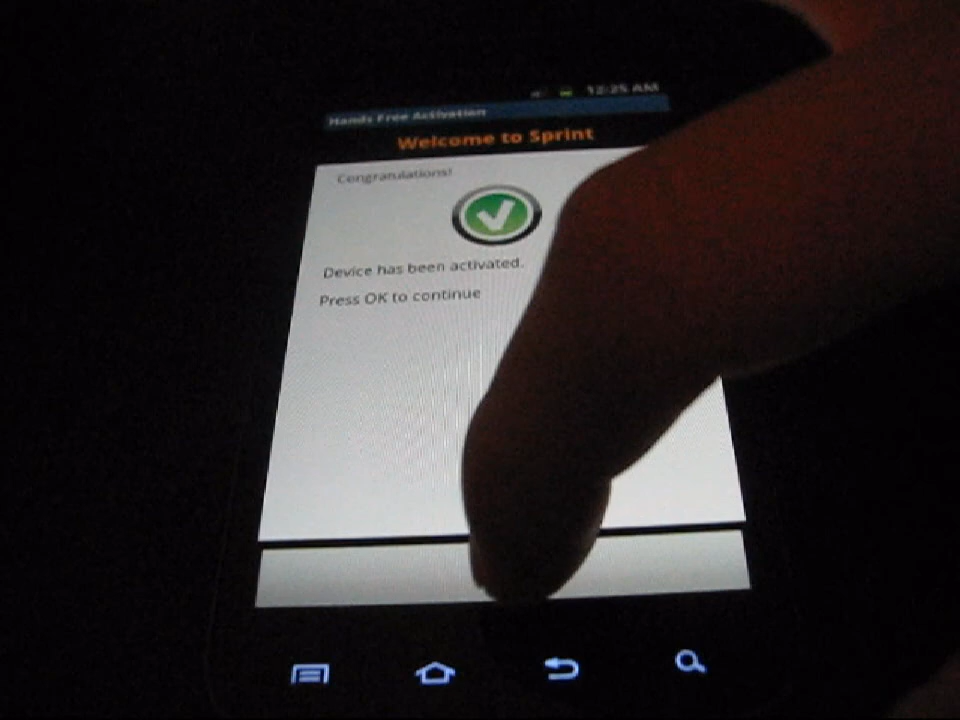 12:25 AM
Hands Free Activation
Welcome to Sprint
Congratulations!
Device has been activated.
Press OK to continue